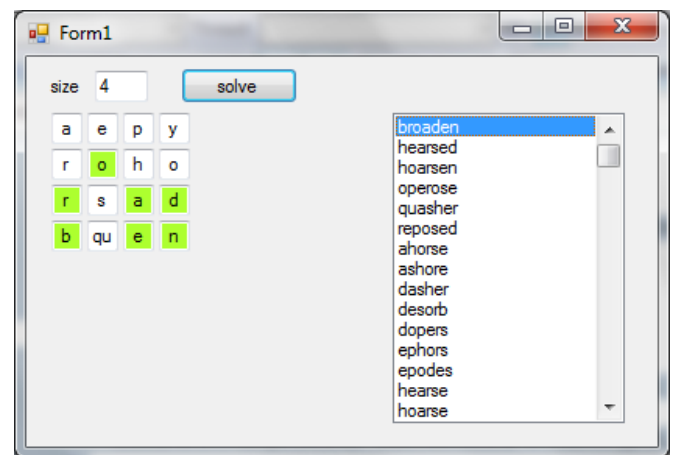 Form1
size 4 solve
a e p y
r o h o
r s a d
b qu e n
broaden
hearsed
hoarsen
operose
quasher
reposed
ahorse
ashore
dasher
desorb
dopers
ephors
epodes
hearse
hoarse